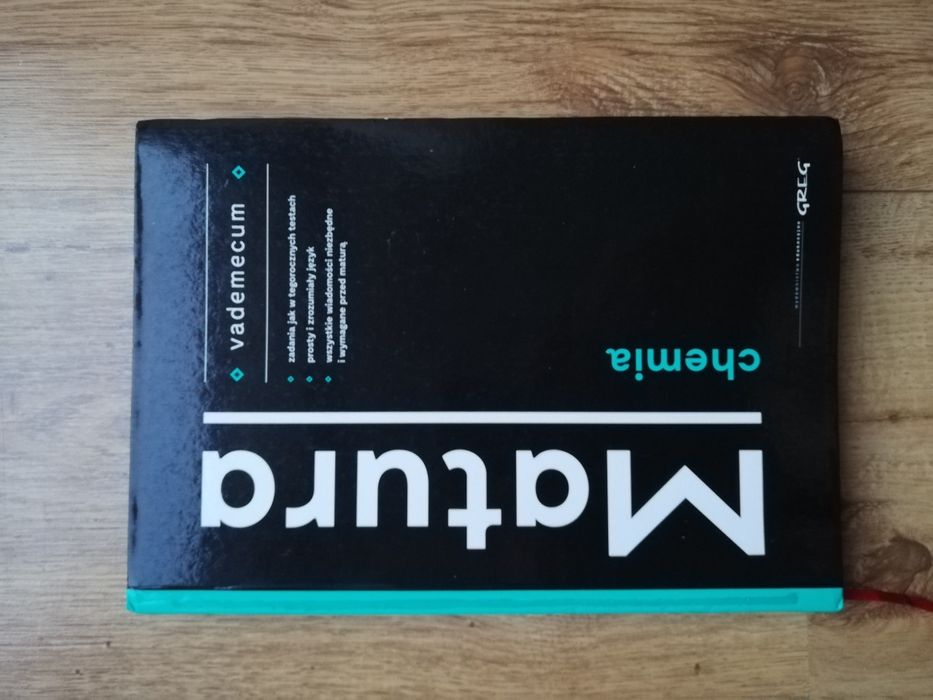 vademecum
zadania jak w tegorocznych testach
prosty i zrozumiały język
wszystkie wiadomości niezbędne
i wymagane przed maturą
Matura
chemia
GREG